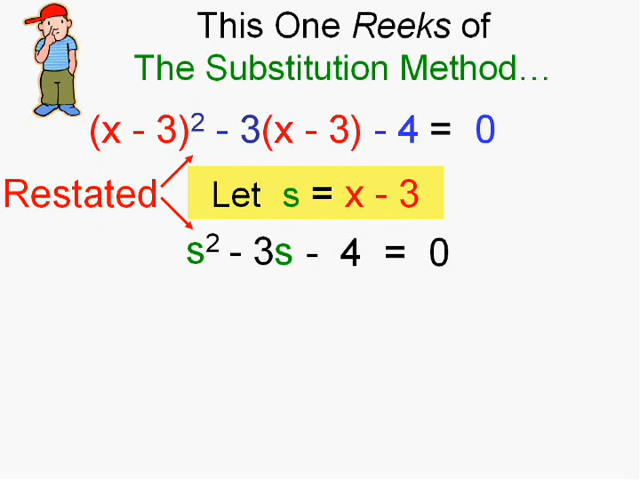 This One Reeks of
The Substitution Method…
(x - 3)² - 3(x - 3) - 4 = 0
Restated
Let s = x - 3
s² - 3s - 4 = 0